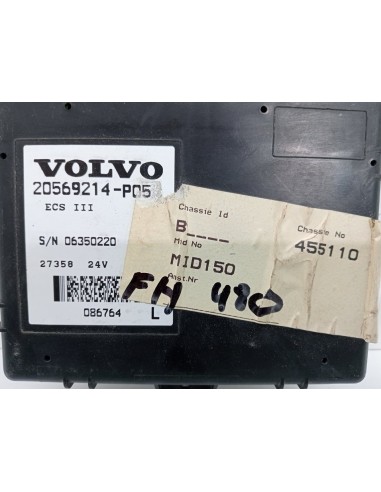 VOLVO
20569214-P05
ECS III
S/N 06350220
27358 24V
086764 L
Chassie Id
B____
Mid No
MID150
Asst.Nr
Chassie No
455110
FH 480